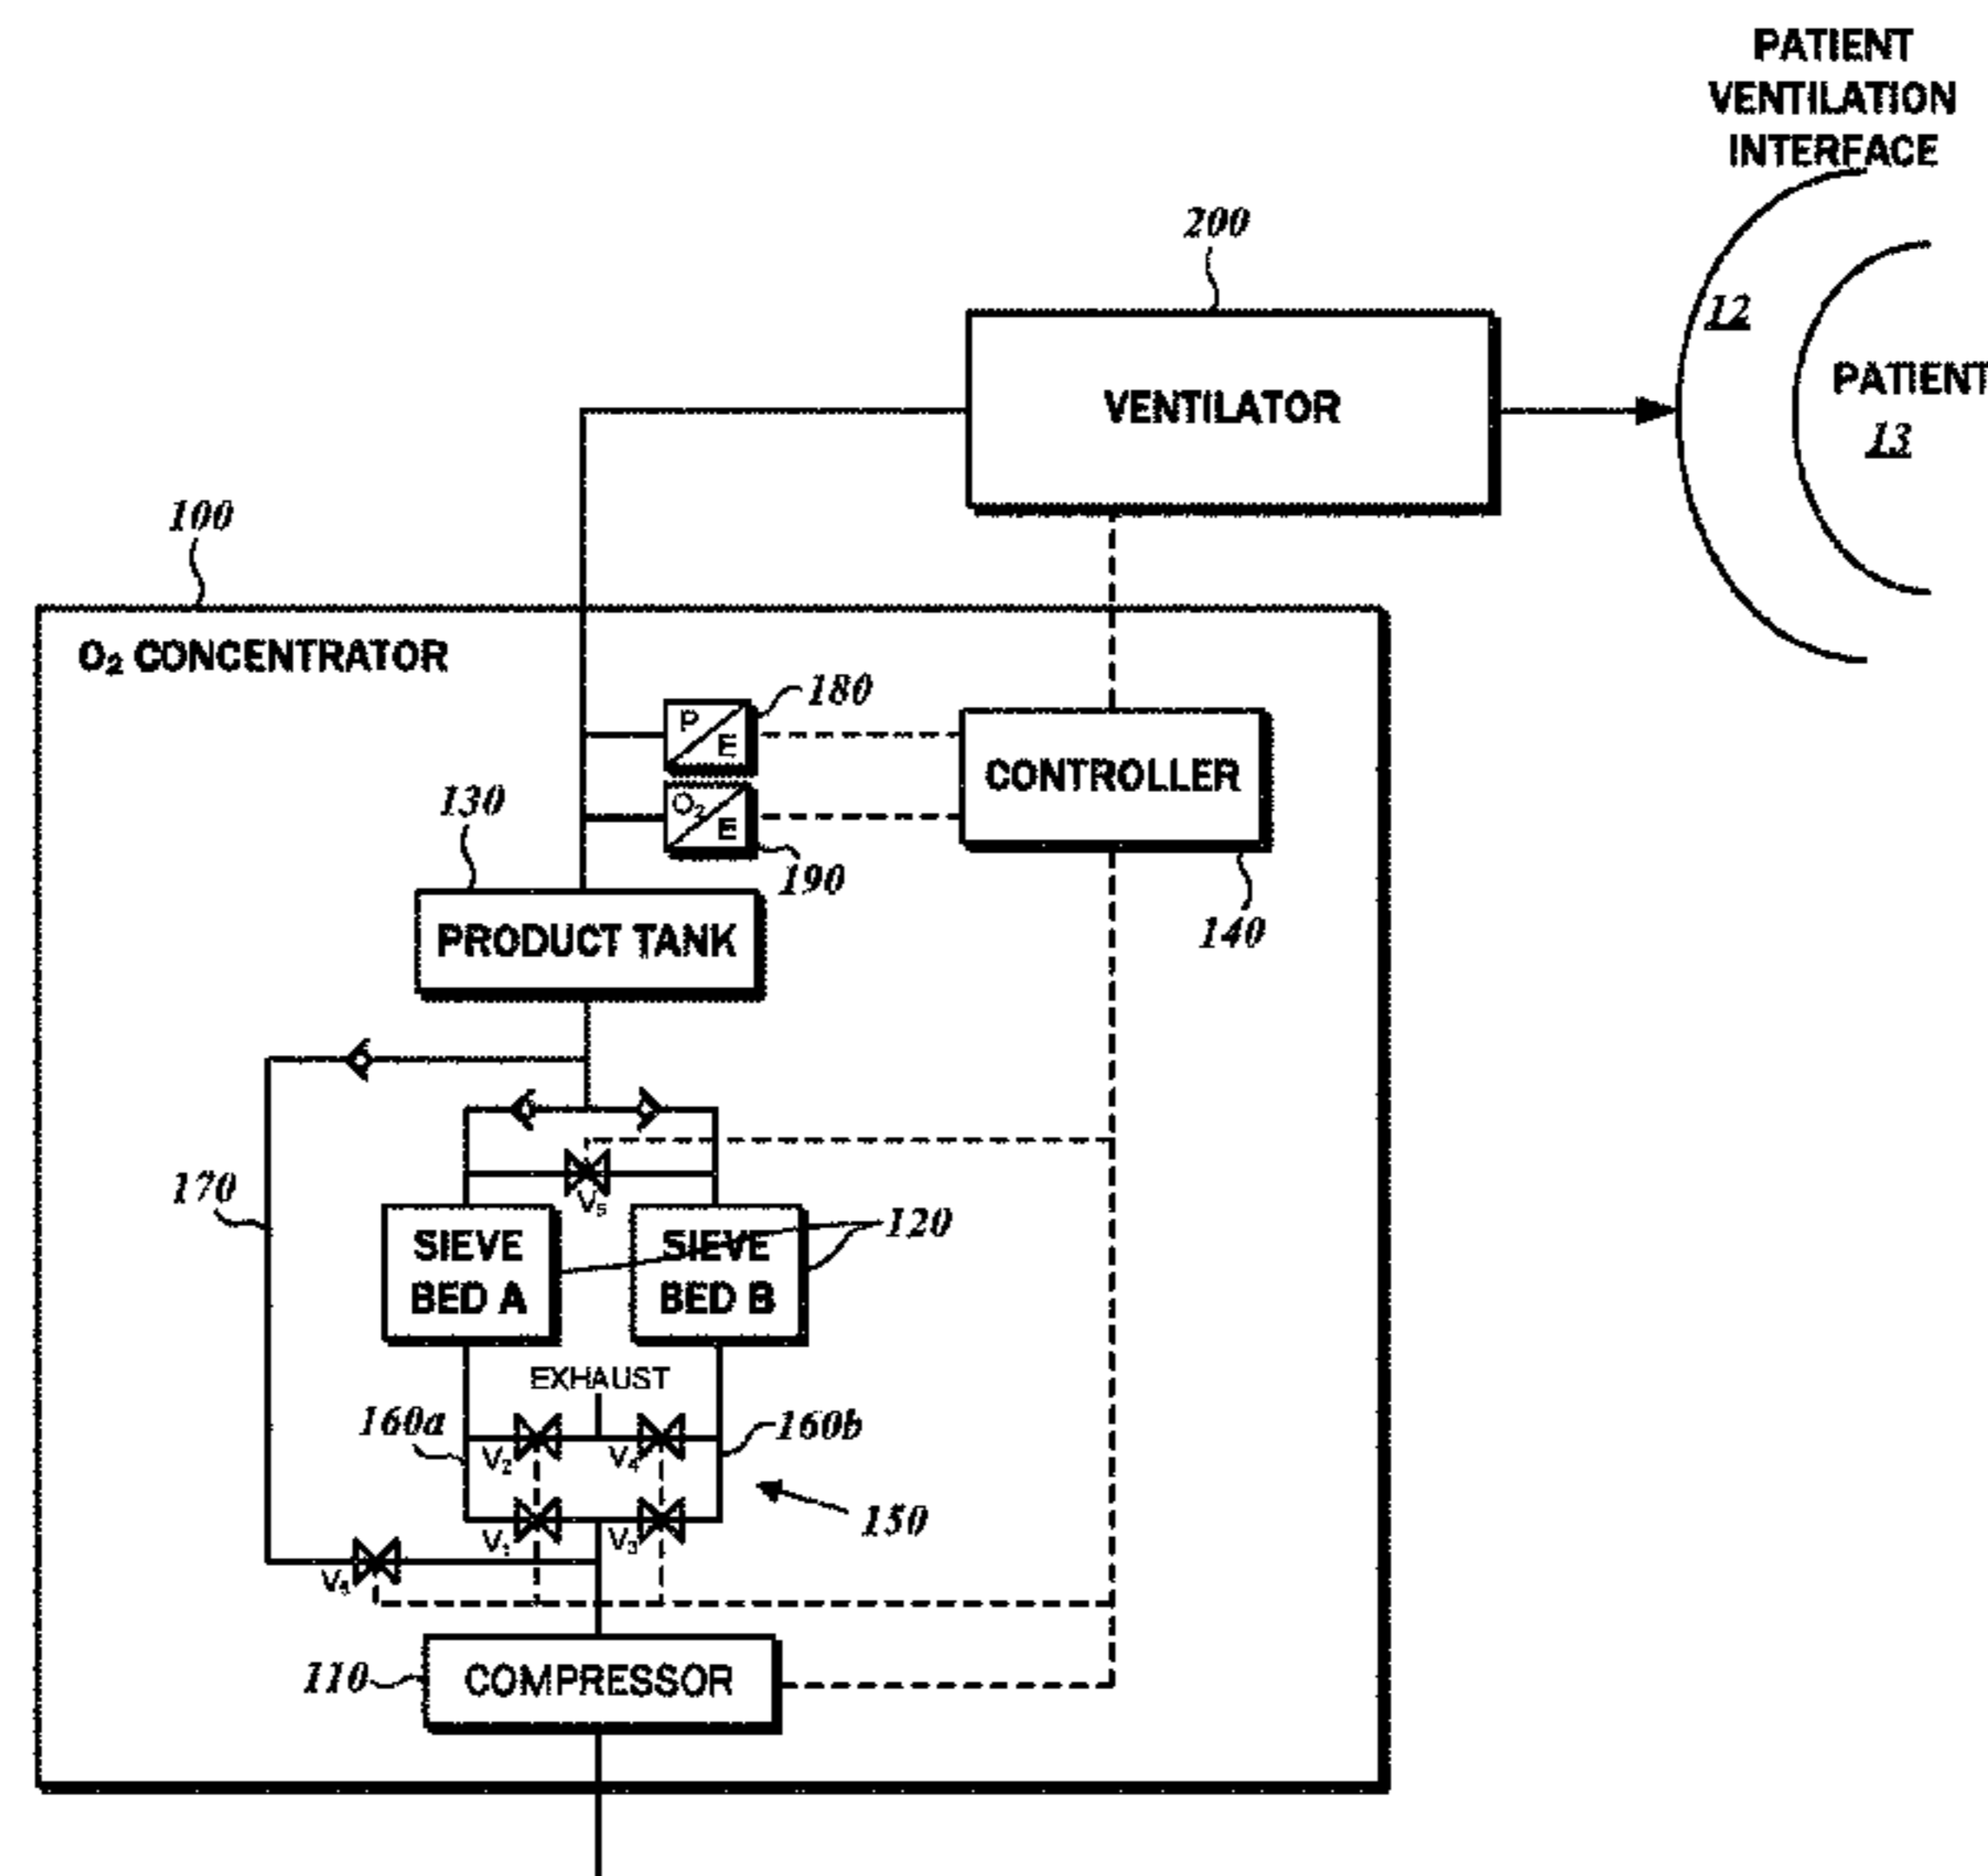 PATIENT
VENTILATION
INTERFACE
200
12
VENTILATOR
PATIENT
13
100
O₂ CONCENTRATOR
180
P
E
CONTROLLER
130
O₂
E
190
140
PRODUCT TANK
170
V₅
120
SIEVE
BED A
SIEVE
BED B
EXHAUST
160a
160b
V₂
V₄
150
V₁
V₃
110
COMPRESSOR